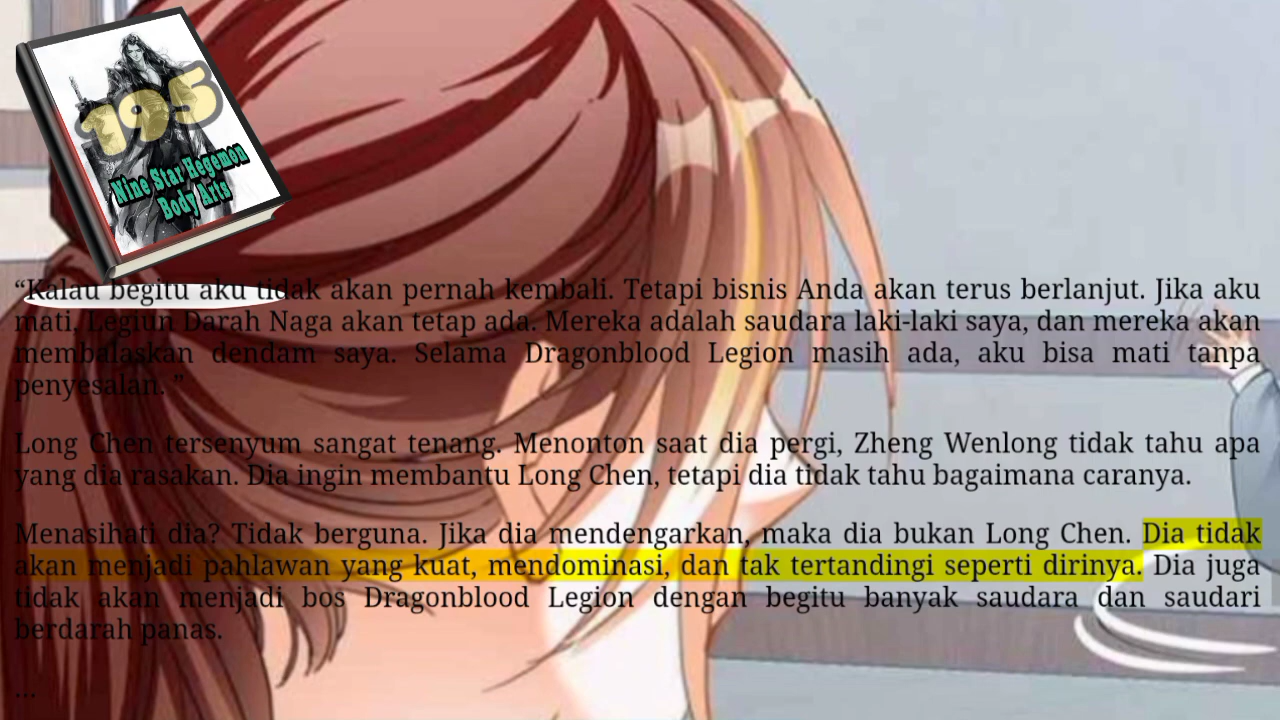 195
Nine Star Hegemon
Body Arts
“Kalau begitu aku tidak akan pernah kembali. Tetapi bisnis Anda akan terus berlanjut. Jika aku
mati, Legiun Darah Naga akan tetap ada. Mereka adalah saudara laki-laki saya, dan mereka akan
membalaskan dendam saya. Selama Dragonblood Legion masih ada, aku bisa mati tanpa
penyesalan. ”
Long Chen tersenyum sangat tenang. Menonton saat dia pergi, Zheng Wenlong tidak tahu apa
yang dia rasakan. Dia ingin membantu Long Chen, tetapi dia tidak tahu bagaimana caranya.
Menasihati dia? Tidak berguna. Jika dia mendengarkan, maka dia bukan Long Chen. Dia tidak
akan menjadi pahlawan yang kuat, mendominasi, dan tak tertandingi seperti dirinya. Dia juga
tidak akan menjadi bos Dragonblood Legion dengan begitu banyak saudara dan saudari
berdarah panas.
...